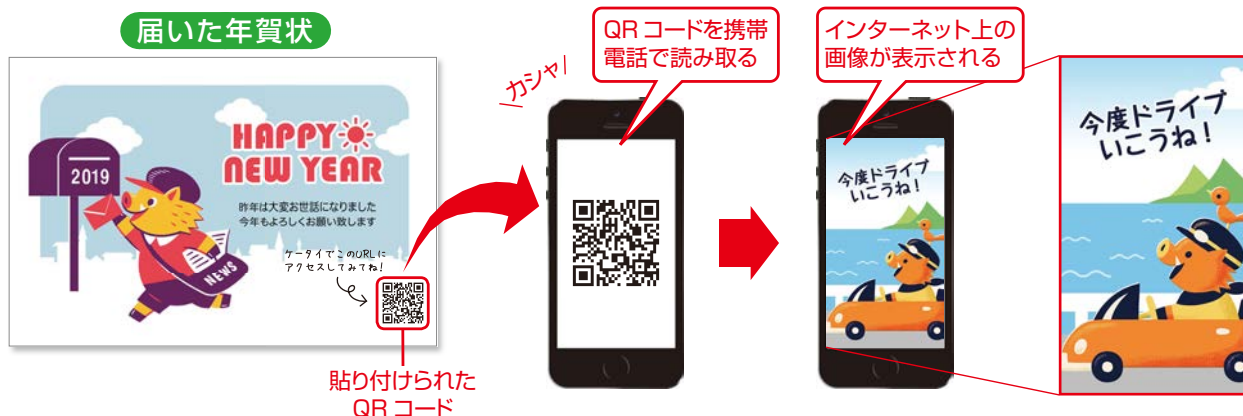 届いた年賀状
HAPPY
NEW YEAR
2019
昨年は大変お世話になりました
今年もよろしくお願い致します
ケータイでこのURLに
アクセスしてみてね!
NEWS
貼り付けられた
QRコード
カシャ
QRコードを携帯
電話で読み取る
インターネット上の
画像が表示される
今度ドライブ
いこうね!
今度ドライブ
いこうね!